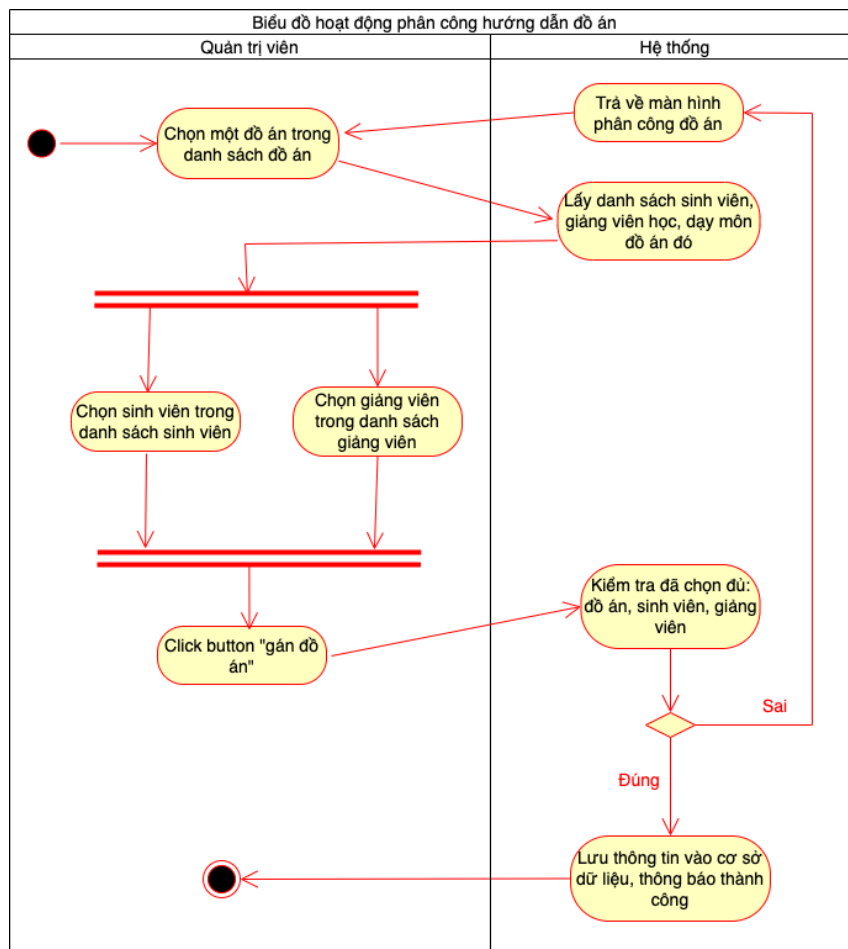 Biểu đồ hoạt động phân công hướng dẫn đồ án
Quản trị viên
Hệ thống
Trả về màn hình
phân công đồ án
Chọn một đồ án trong
danh sách đồ án
Lấy danh sách sinh viên,
giảng viên học, dạy môn
đồ án đó
Chọn sinh viên trong
danh sách sinh viên
Chọn giảng viên
trong danh sách
giảng viên
Kiểm tra đã chọn đủ:
đồ án, sinh viên, giảng
viên
Click button "gán đồ
án"
Sai
Đúng
Lưu thông tin vào cơ sở
dữ liệu, thông báo thành
công